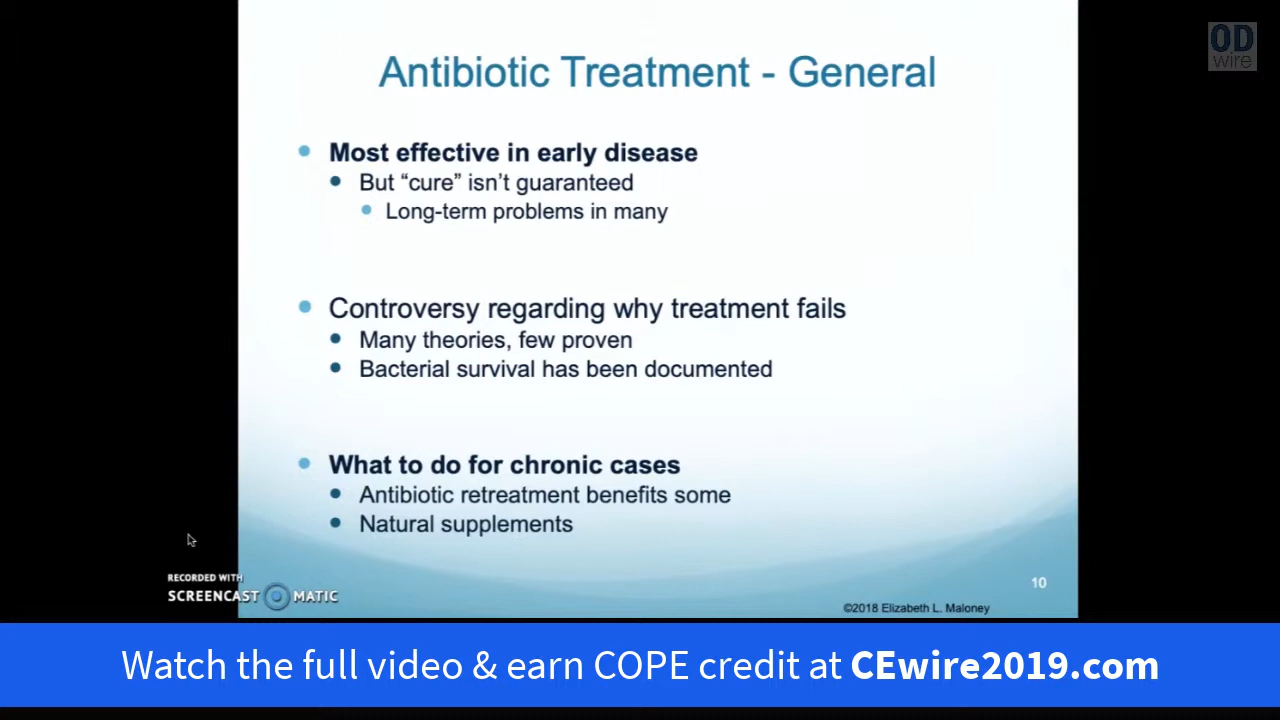 OD
wire
Antibiotic Treatment - General
Most effective in early disease
But “cure” isn’t guaranteed
Long-term problems in many
Controversy regarding why treatment fails
Many theories, few proven
Bacterial survival has been documented
What to do for chronic cases
Antibiotic retreatment benefits some
Natural supplements
RECORDED WITH
SCREENCAST MATIC
10
©2018 Elizabeth L. Maloney
Watch the full video & earn COPE credit at CEwire2019.com